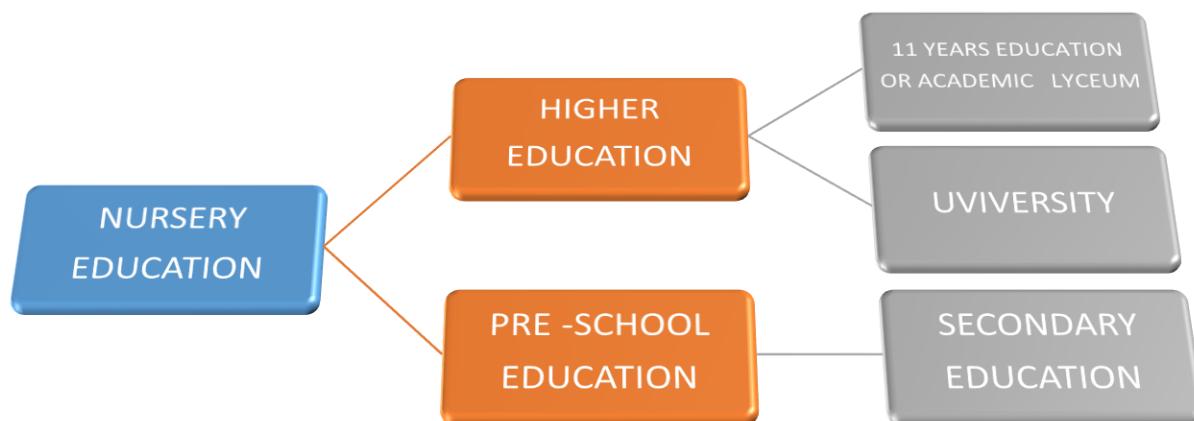 NURSERY
EDUCATION
HIGHER
EDUCATION
PRE -SCHOOL
EDUCATION
11 YEARS EDUCATION
OR ACADEMIC LYCEUM
UVIVERSITY
SECONDARY
EDUCATION